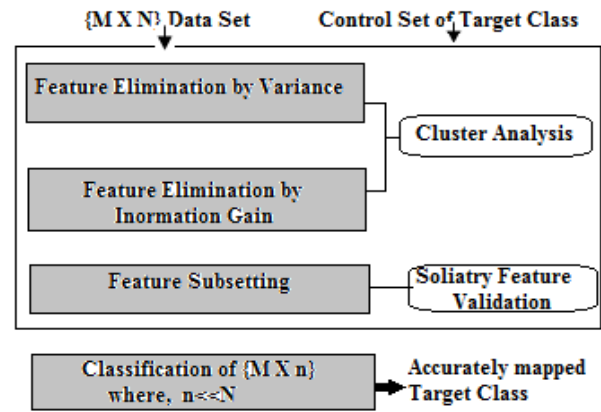 {M X N} Data Set
Control Set of Target Class
Feature Elimination by Variance
Cluster Analysis
Feature Elimination by
Inormation Gain
Feature Subsetting
Soliatry Feature
Validation
Classification of {M X n}
where, n<<N
Accurately mapped
Target Class